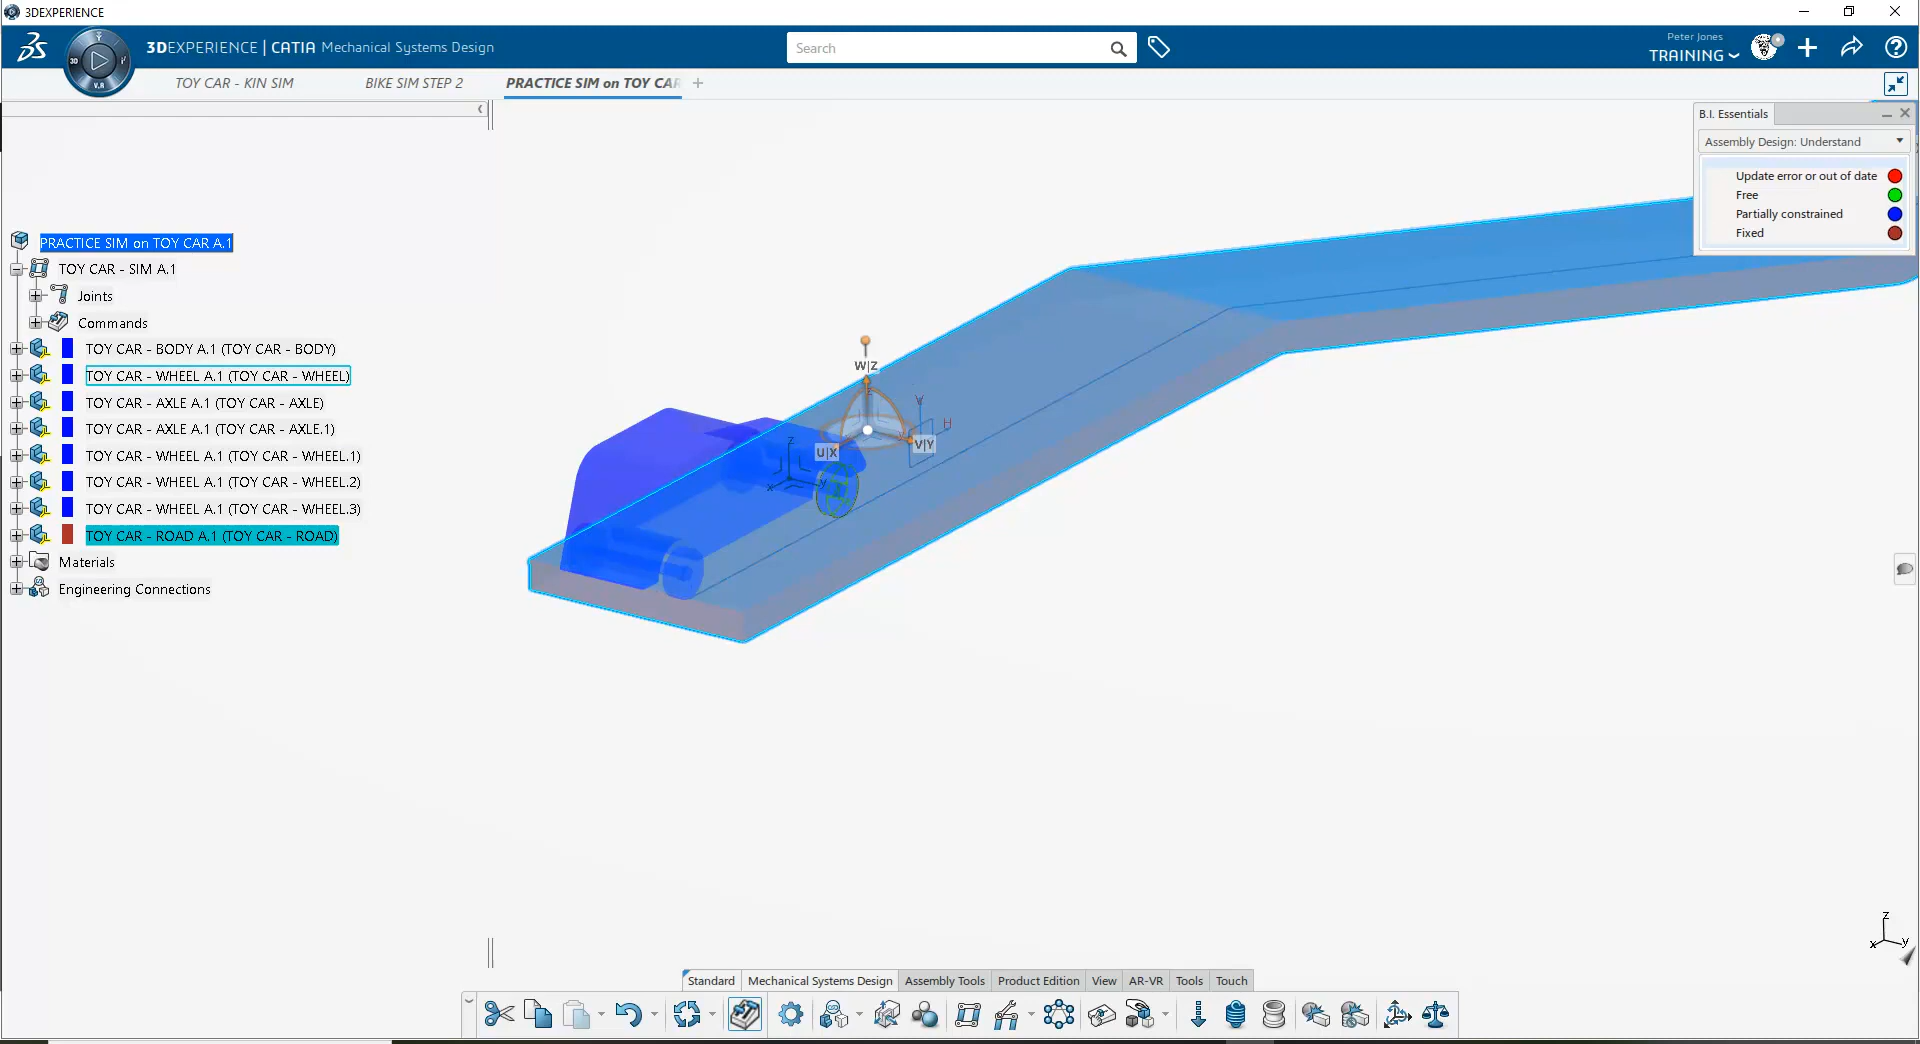 3DEXPERIENCE
3DEXPERIENCE | CATIA Mechanical Systems Design
Search
Peter Jones
TRAINING
3D
V.R
TOY CAR - KIN SIM
BIKE SIM STEP 2
PRACTICE SIM on TOY CAR
B.I. Essentials
Assembly Design: Understand
Update error or out of date
Free
Partially constrained
Fixed
PRACTICE SIM on TOY CAR A.1
TOY CAR - SIM A.1
Joints
Commands
TOY CAR - BODY A.1 (TOY CAR - BODY)
TOY CAR - WHEEL A.1 (TOY CAR - WHEEL)
TOY CAR - AXLE A.1 (TOY CAR - AXLE)
TOY CAR - AXLE A.1 (TOY CAR - AXLE.1)
TOY CAR - WHEEL A.1 (TOY CAR - WHEEL.1)
TOY CAR - WHEEL A.1 (TOY CAR - WHEEL.2)
TOY CAR - WHEEL A.1 (TOY CAR - WHEEL.3)
TOY CAR - ROAD A.1 (TOY CAR - ROAD)
Materials
Engineering Connections
W|Z
V
H
V|Y
U|X
z
x
y
z
x
y
Standard
Mechanical Systems Design
Assembly Tools
Product Edition
View
AR-VR
Tools
Touch